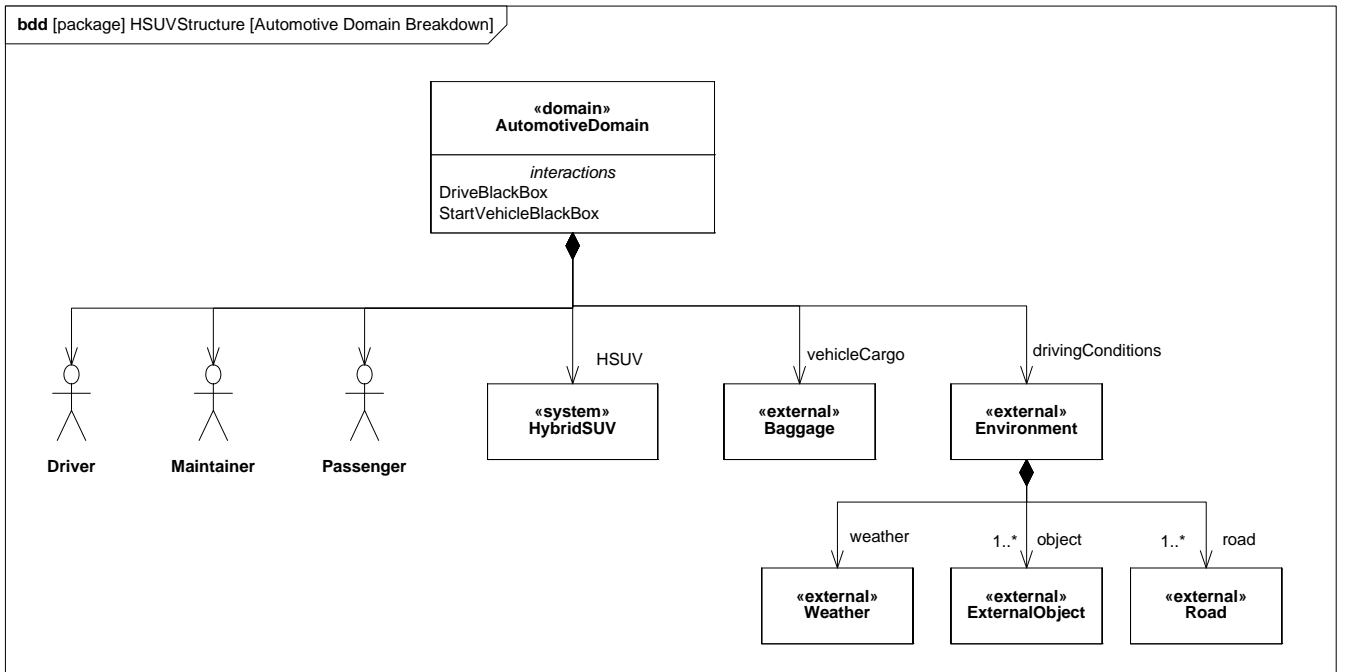 bdd [package] HSUVStructure [Automotive Domain Breakdown]
«domain»
AutomotiveDomain
interactions
DriveBlackBox
StartVehicleBlackBox
HSUV
vehicleCargo
drivingConditions
«system»
HybridSUV
«external»
Baggage
«external»
Environment
Driver
Maintainer
Passenger
weather
1..* object
1..* road
«external»
Weather
«external»
ExternalObject
«external»
Road